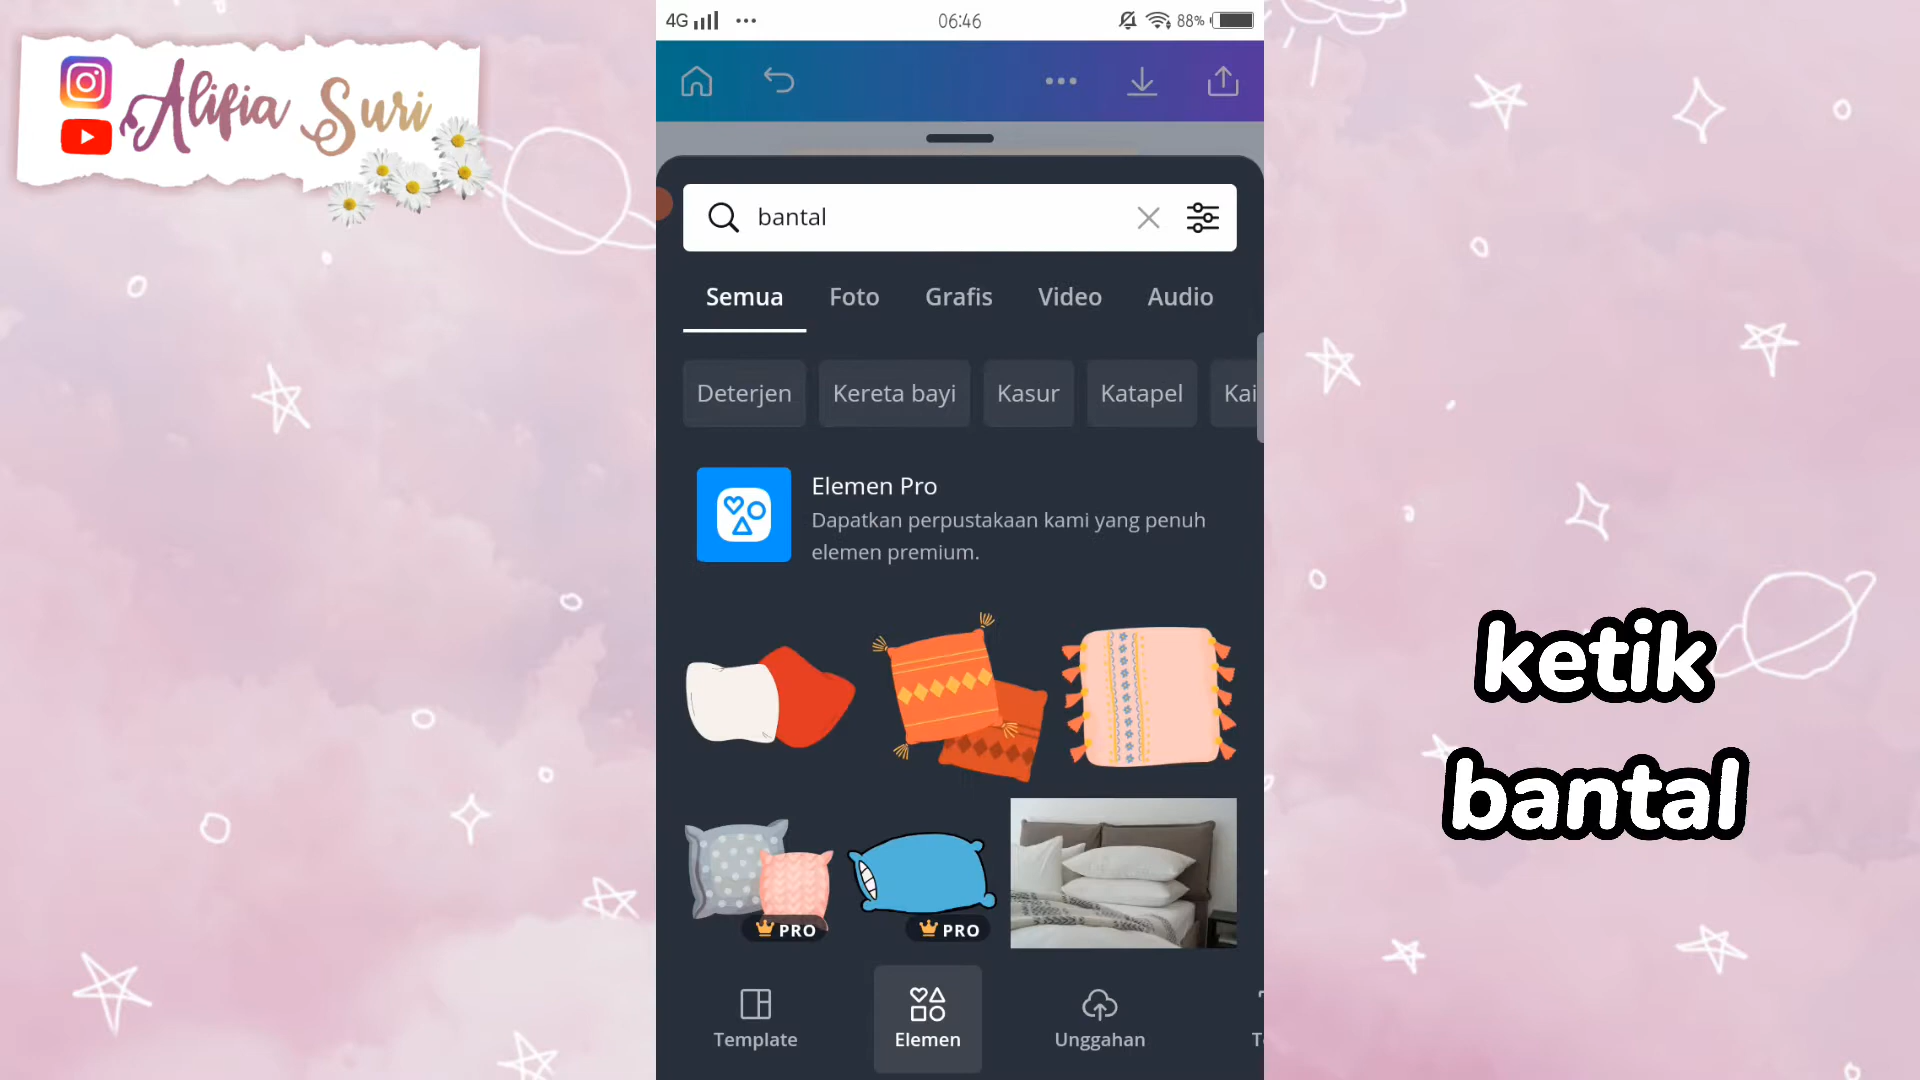 Alifia Suri
4G
06:46
88%
bantal
Semua
Foto
Grafis
Video
Audio
Deterjen
Kereta bayi
Kasur
Katapel
Kai
Elemen Pro
Dapatkan perpustakaan kami yang penuh
elemen premium.
PRO
PRO
Template
Elemen
Unggahan
ketik
bantal